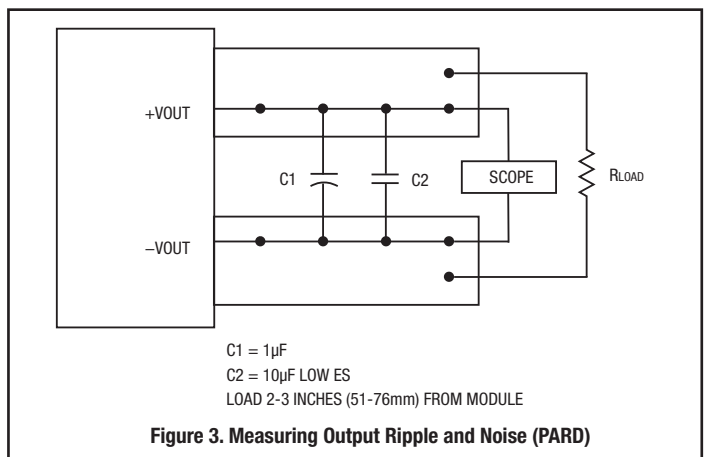 +VOUT
C1
C2
SCOPE
RLOAD
−VOUT
C1 = 1µF
C2 = 10µF LOW ES
LOAD 2-3 INCHES (51-76mm) FROM MODULE
Figure 3. Measuring Output Ripple and Noise (PARD)